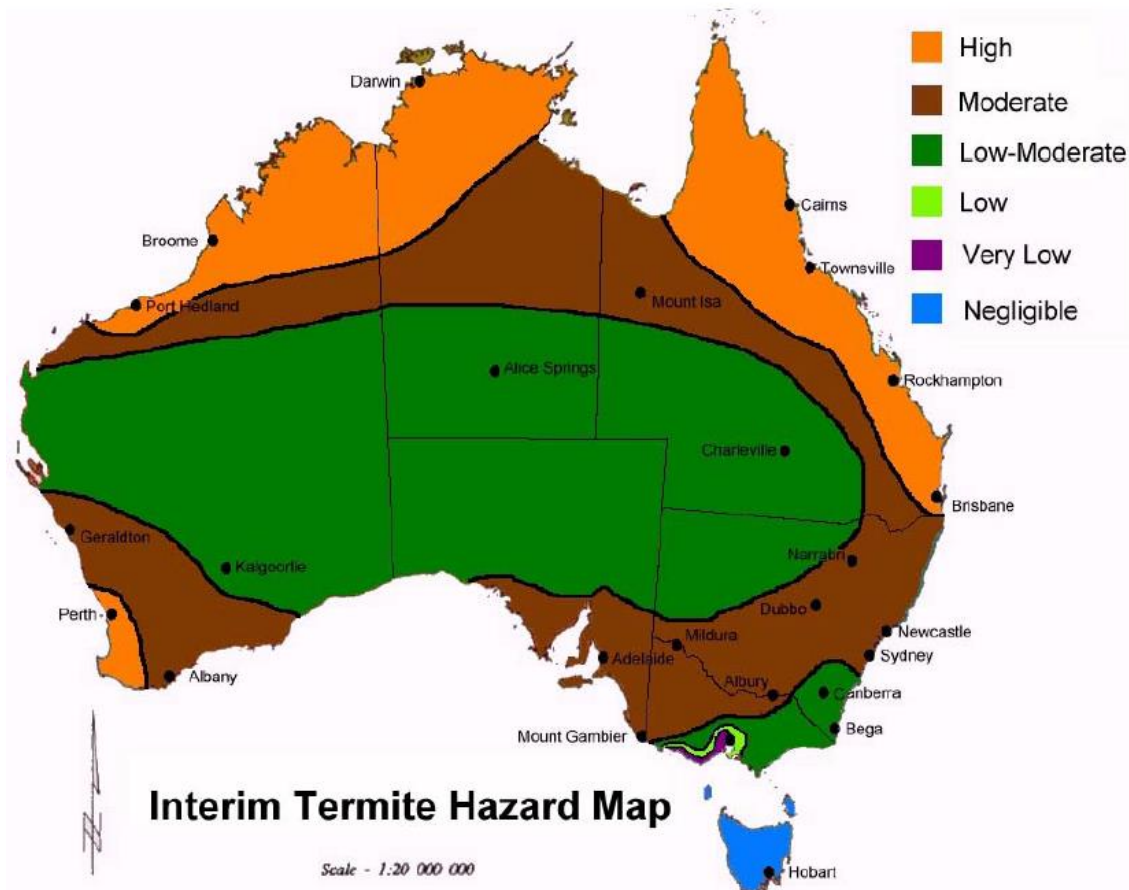 High
Darwin
Moderate
Low-Moderate
Low
Cairns
Broome
Very Low
Townsville
Mount Isa
Port Hedland
Negligible
Alice Springs
Rockhampton
Charleville
Brisbane
Geraldton
Narrabri
Kalgoorlie
Dubbo
Perth
Newcastle
Mildura
Sydney
Adelaide
Albany
Albury
Canberra
Mount Gambier
Bega
Interim Termite Hazard Map
Scale - 1:20 000 000
Hobart
N